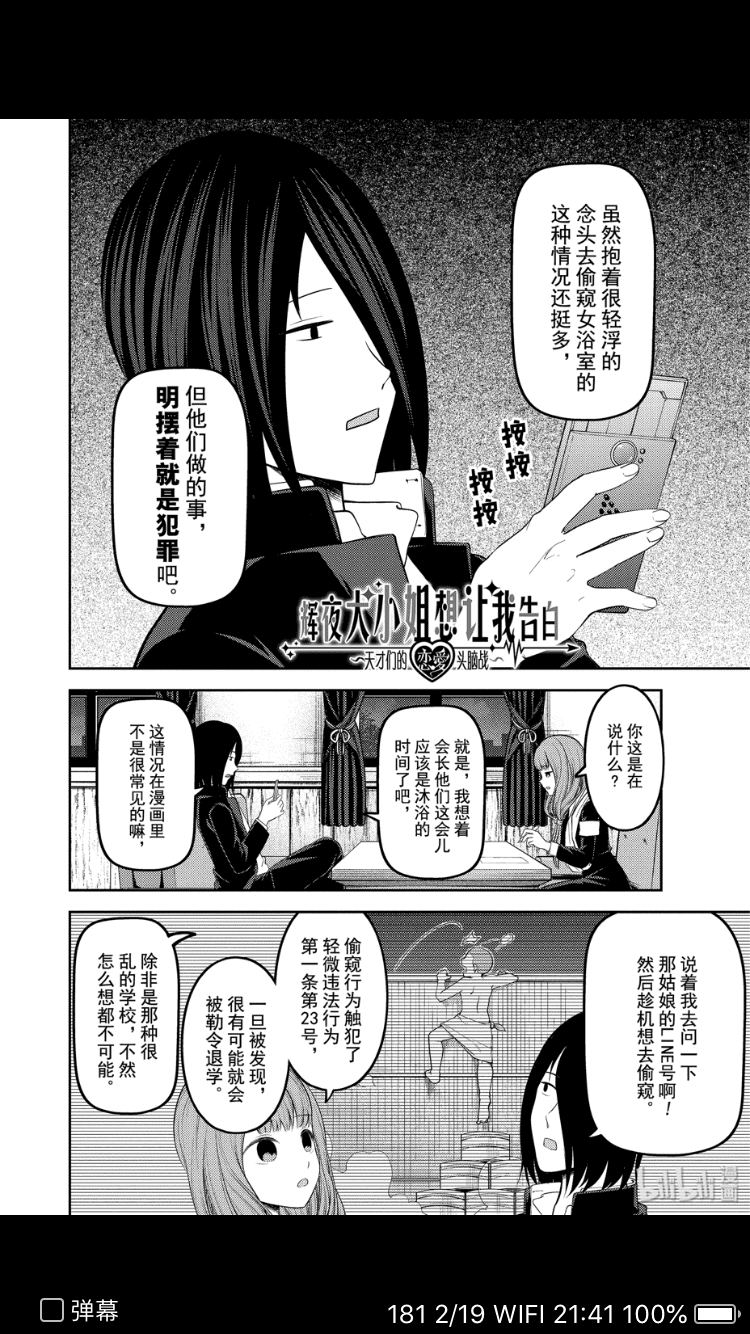 虽然抱着很轻浮的
念头去偷窥女浴室的
这种情况还挺多，
按按
按按
但他们做的事，
明摆着就是犯罪吧。
辉夜大小姐想让我告白
~天才们的恋爱头脑战~
你这是在
说什么？
就是，我想着
会长他们这会儿
应该是沐浴的
时间了吧，
这情况在漫画里
不是很常见的嘛，
说着我去问一下
那姑娘的LINE号啊！
然后趁机想去偷窥。
偷窥行为触犯了
轻微违法行为
第一条第23号，
一旦被发现，
很有可能就会
被勒令退学。
除非是那种很
乱的学校，不然
怎么想都不可能。
bilibili漫画
弹幕
181 2/19 WIFI 21:41 100%